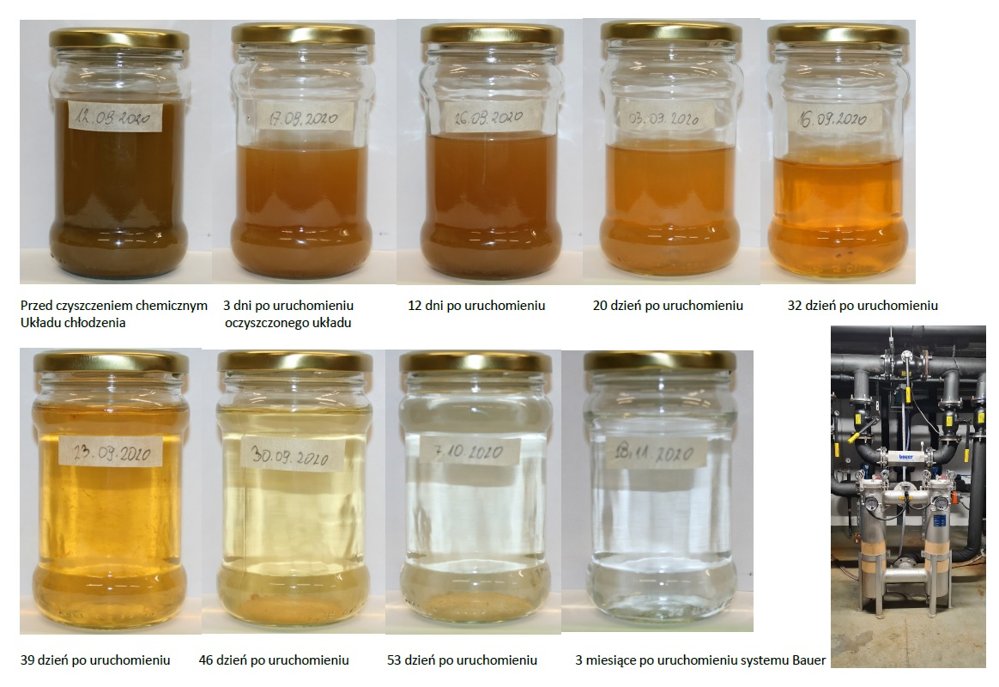 12.08.2020
17.08.2020
26.08.2020
03.09.2020
16.09.2020
Przed czyszczeniem chemicznym
Układu chłodzenia
3 dni po uruchomieniu
oczyszczonego układu
12 dni po uruchomieniu
20 dzień po uruchomieniu
32 dzień po uruchomieniu
23.09.2020
30.09.2020
7.10.2020
18.11.2020
bauer
39 dzień po uruchomieniu
46 dzień po uruchomieniu
53 dzień po uruchomieniu
3 miesiące po uruchomieniu systemu Bauer